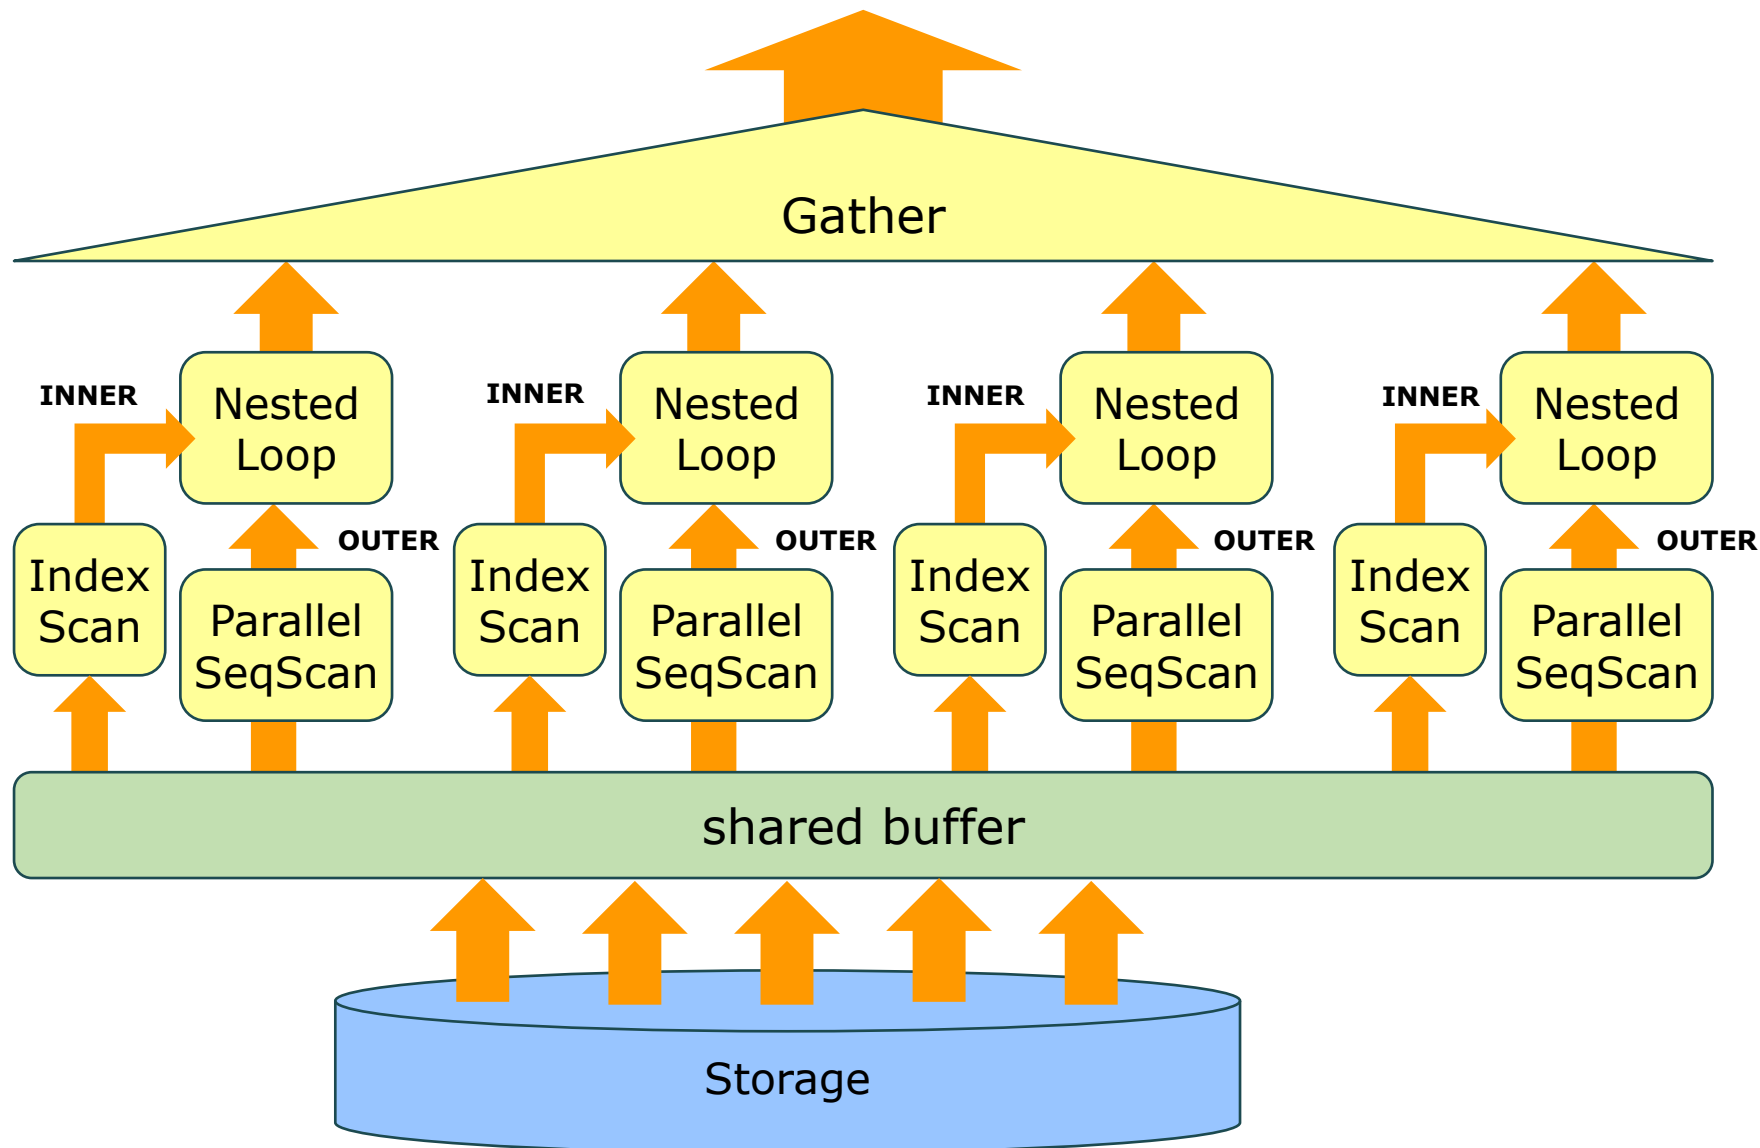 Gather
INNER
Nested
Loop
INNER
Nested
Loop
INNER
Nested
Loop
INNER
Nested
Loop
OUTER
OUTER
OUTER
OUTER
Index
Scan
Parallel
SeqScan
Index
Scan
Parallel
SeqScan
Index
Scan
Parallel
SeqScan
Index
Scan
Parallel
SeqScan
shared buffer
Storage